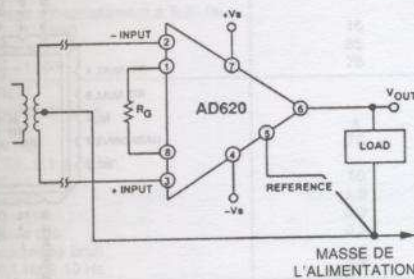 +Vs
– INPUT
2
1
7
RG
AD620
6
VOUT
5
LOAD
8
4
3
+ INPUT
REFERENCE
–Vs
MASSE DE
L'ALIMENTATION